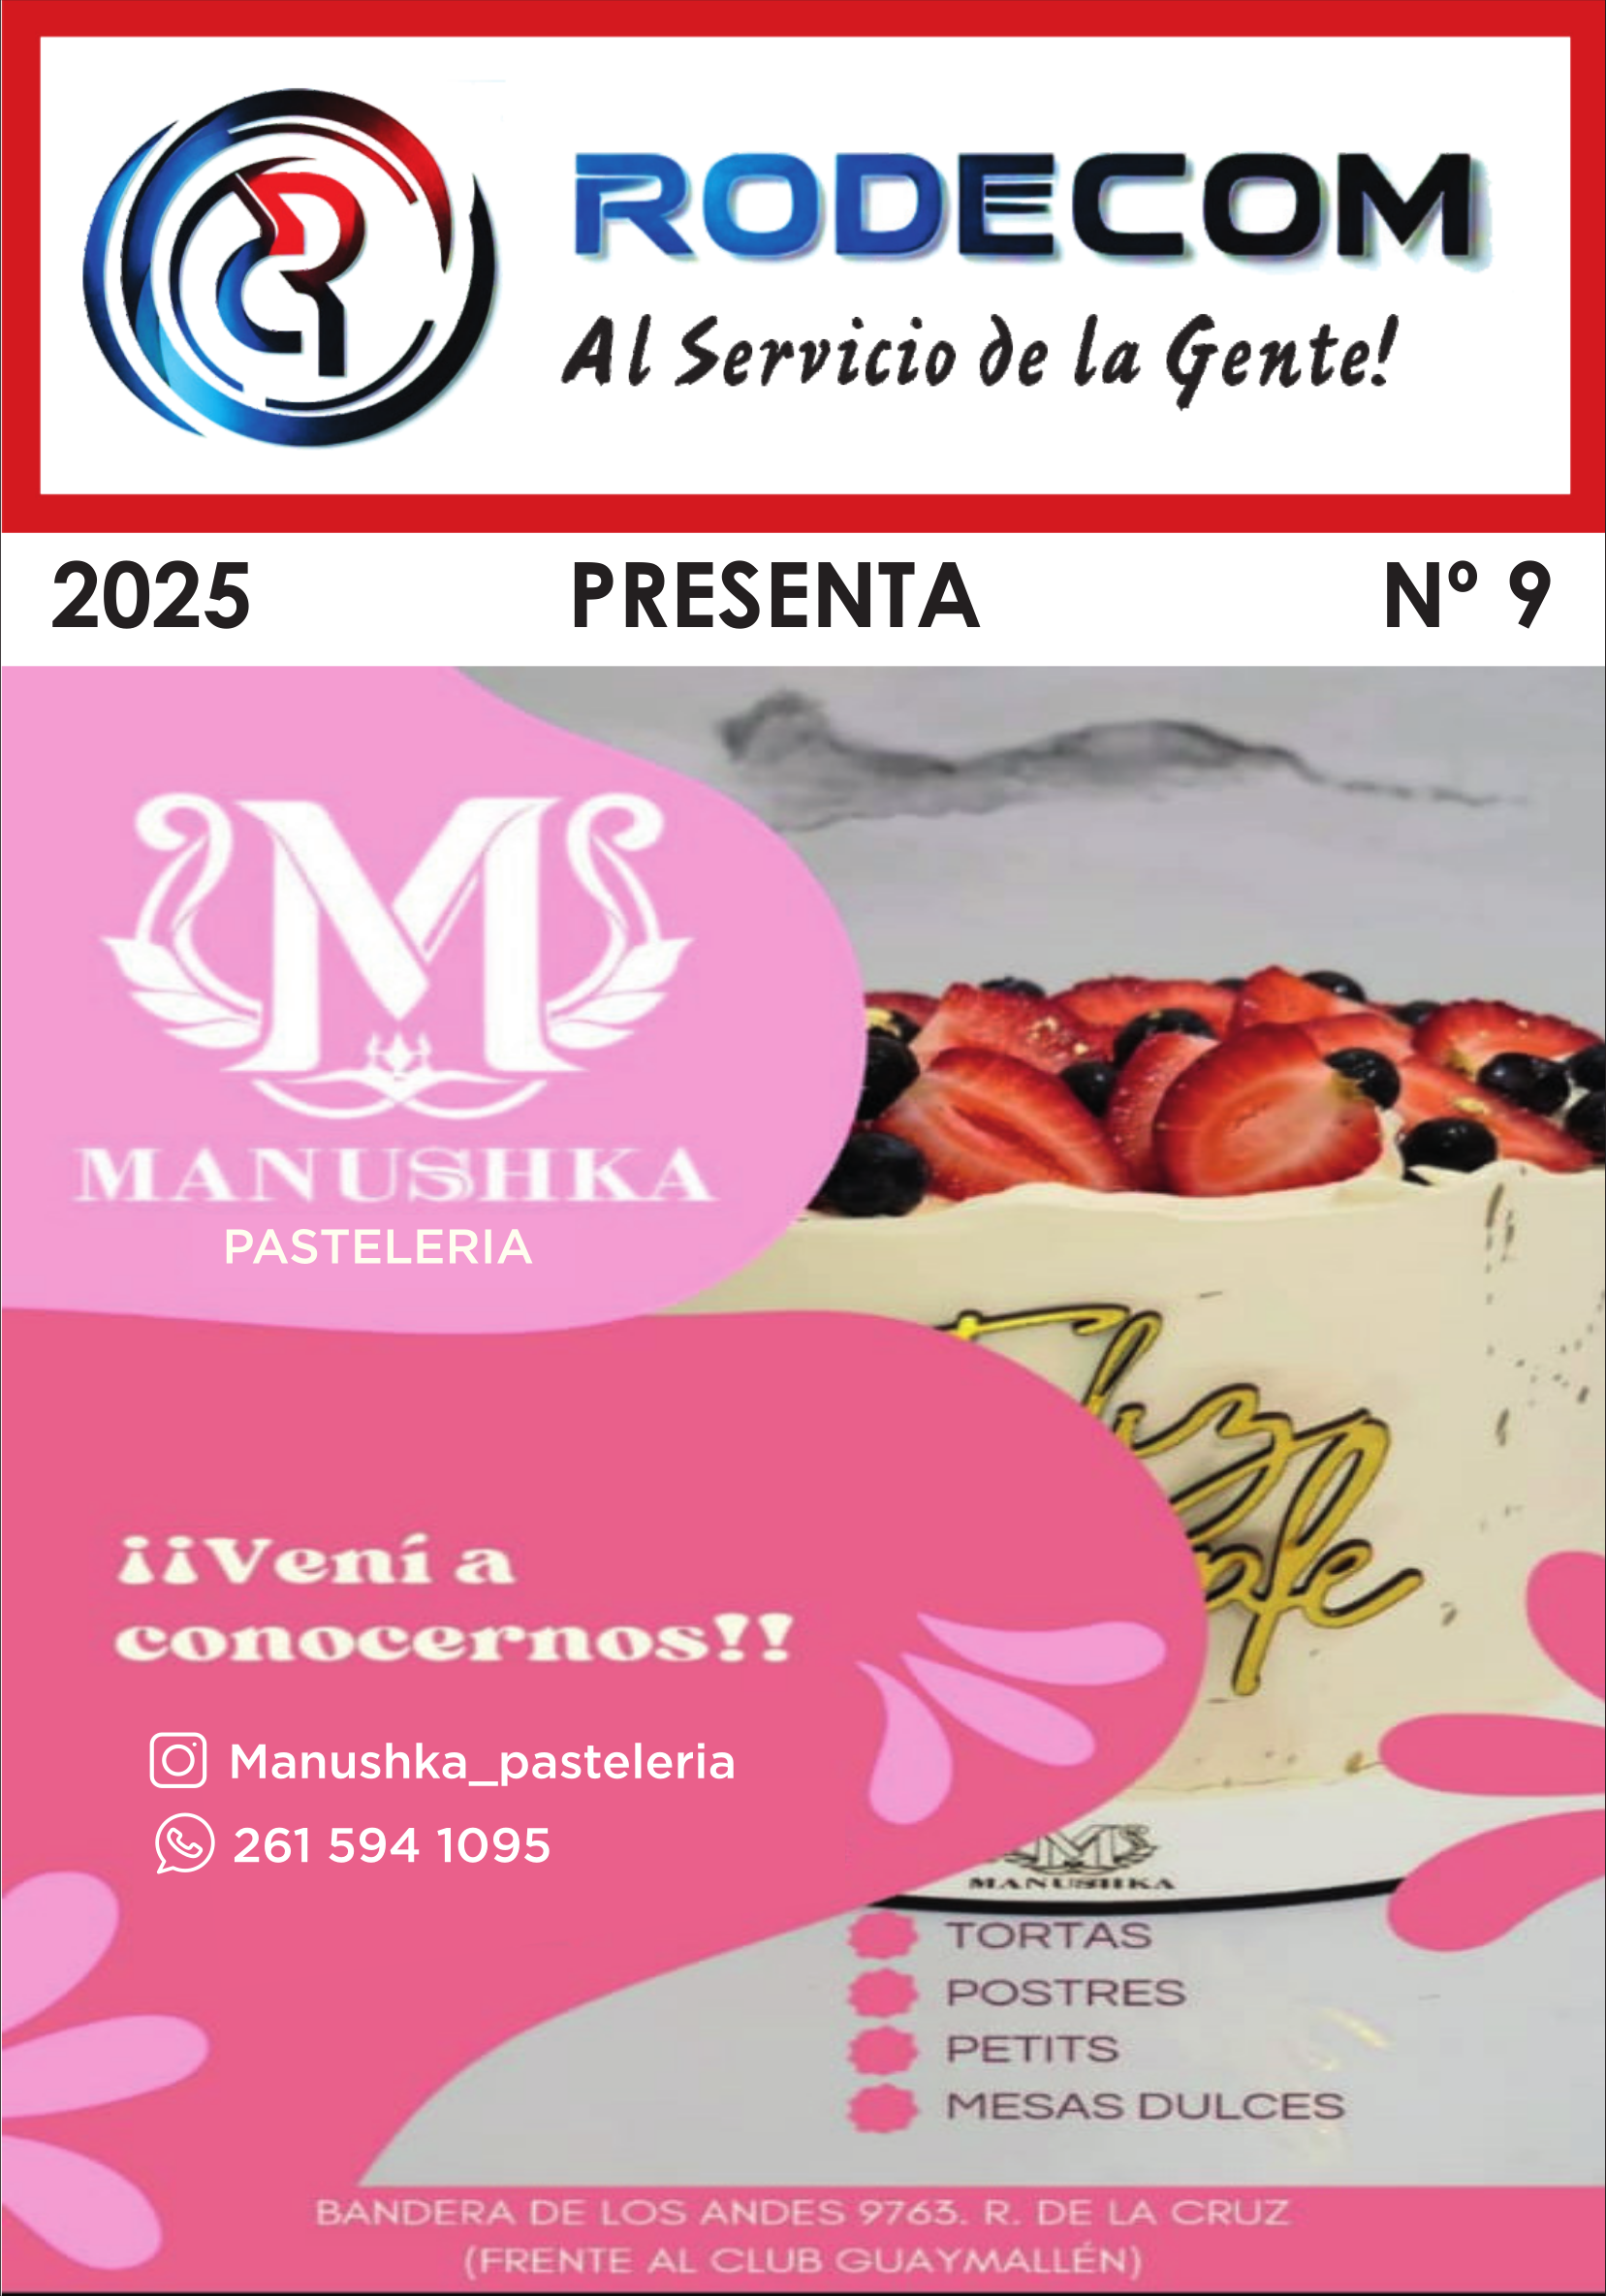 RODECOM
Al Servicio de la Gente!
2025 PRESENTA Nº 9
M
MANUSHKA
PASTELERIA
¡¡Vení a
conocernos!!
Manushka_pasteleria
261 594 1095
MANUSHKA
TORTAS
POSTRES
PETITS
MESAS DULCES
BANDERA DE LOS ANDES 9763. R. DE LA CRUZ
(FRENTE AL CLUB GUAYMALLÉN)